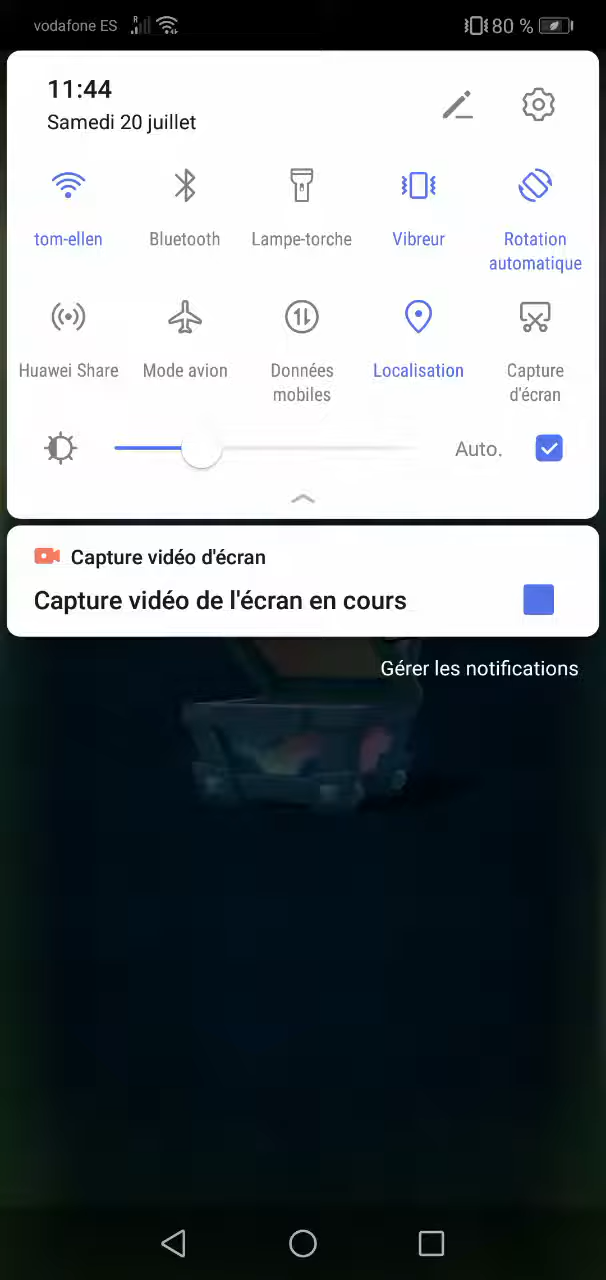 vodafone ES R 80 %
11:44
Samedi 20 juillet
tom-ellen Bluetooth Lampe-torche Vibreur Rotation
automatique
Huawei Share Mode avion Données Localisation Capture
mobiles d'écran
Auto.
Capture vidéo d'écran
Capture vidéo de l'écran en cours
Gérer les notifications